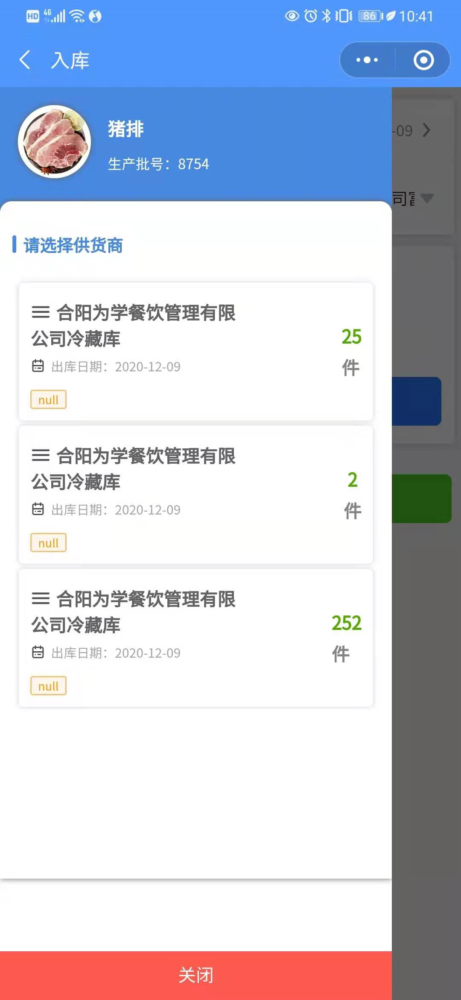 HD 4G 86 10:41
入库
猪排
-09
生产批号：8754
司
请选择供货商
合阳为学餐饮管理有限
公司冷藏库
25
件
出库日期：2020-12-09
null
合阳为学餐饮管理有限
公司冷藏库
2
件
出库日期：2020-12-09
null
合阳为学餐饮管理有限
公司冷藏库
252
件
出库日期：2020-12-09
null
关闭